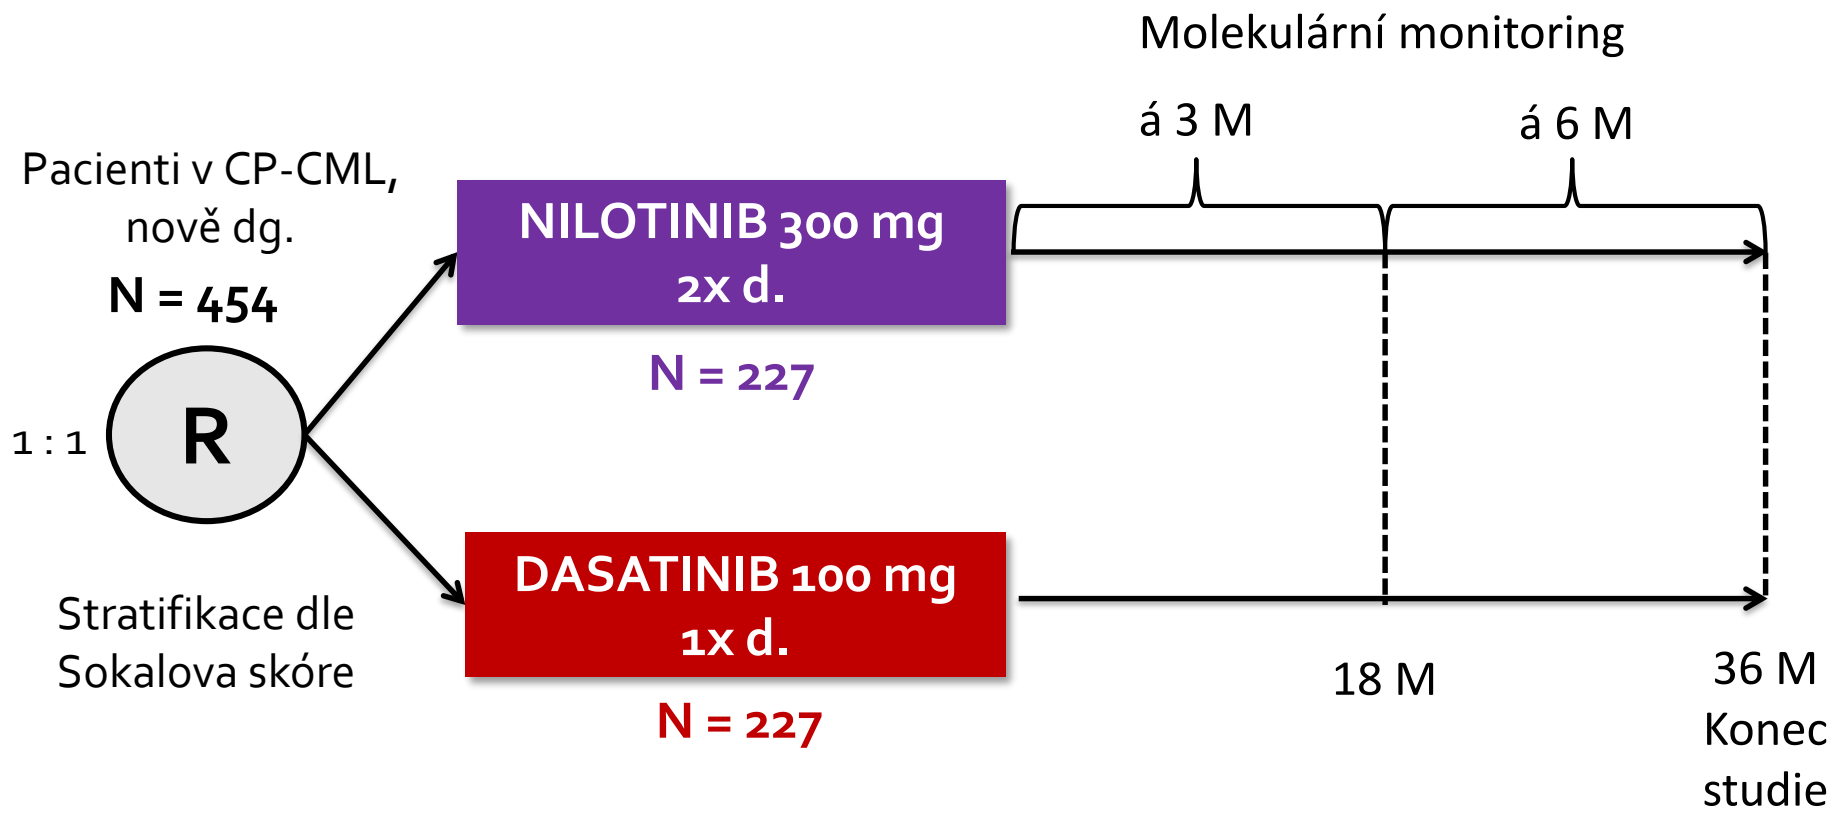 Molekulární monitoring
á 3 M
á 6 M
Pacienti v CP-CML,
nově dg.
N = 454
1 : 1
R
Stratifikace dle
Sokalova skóre
NILOTINIB 300 mg
2x d.
N = 227
DASATINIB 100 mg
1x d.
N = 227
18 M
36 M
Konec
studie